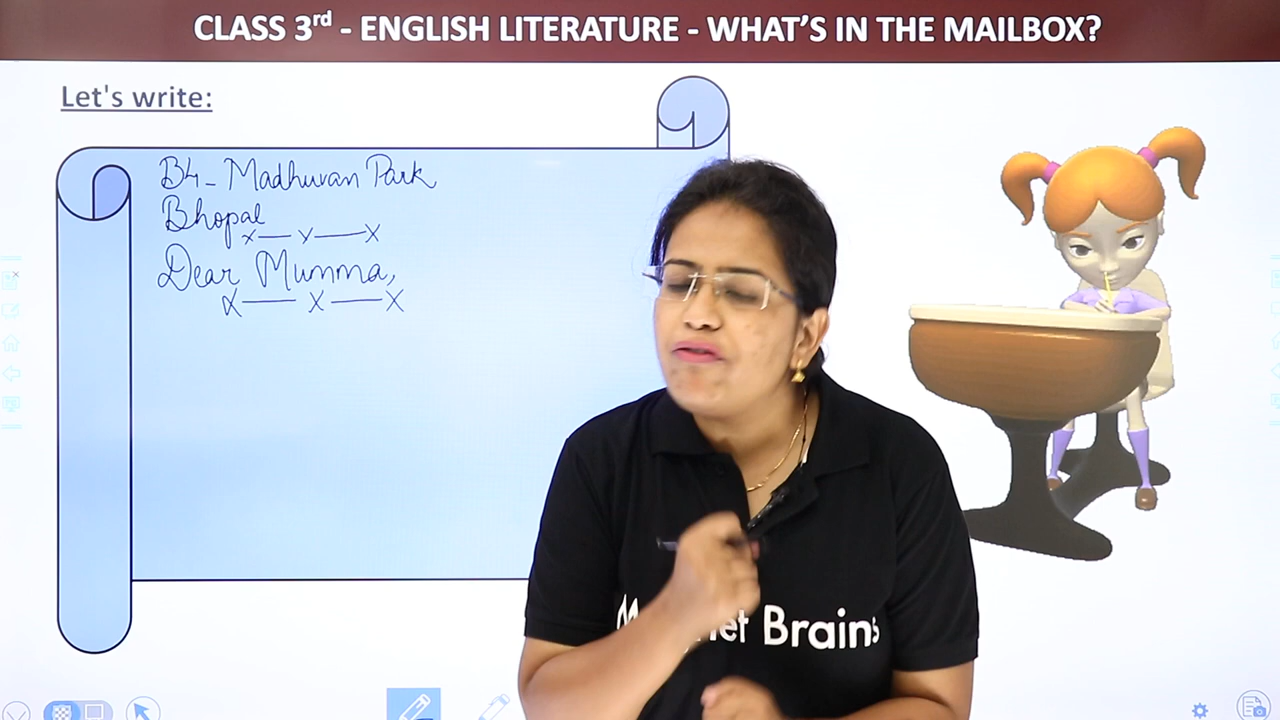 CLASS 3rd - ENGLISH LITERATURE - WHAT'S IN THE MAILBOX?
Let's write:
B4 - Madhuvan Park
Bhopal
x — x — x
Dear Mumma,
x — x — x
Brains